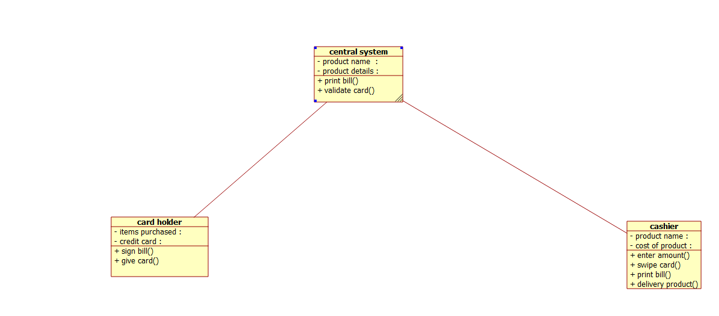 central system
- product name :
- product details :
+ print bill()
+ validate card()
card holder
- items purchased :
- credit card :
+ sign bill()
+ give card()
cashier
- product name :
- cost of product :
+ enter amount()
+ swipe card()
+ print bill()
+ delivery product()